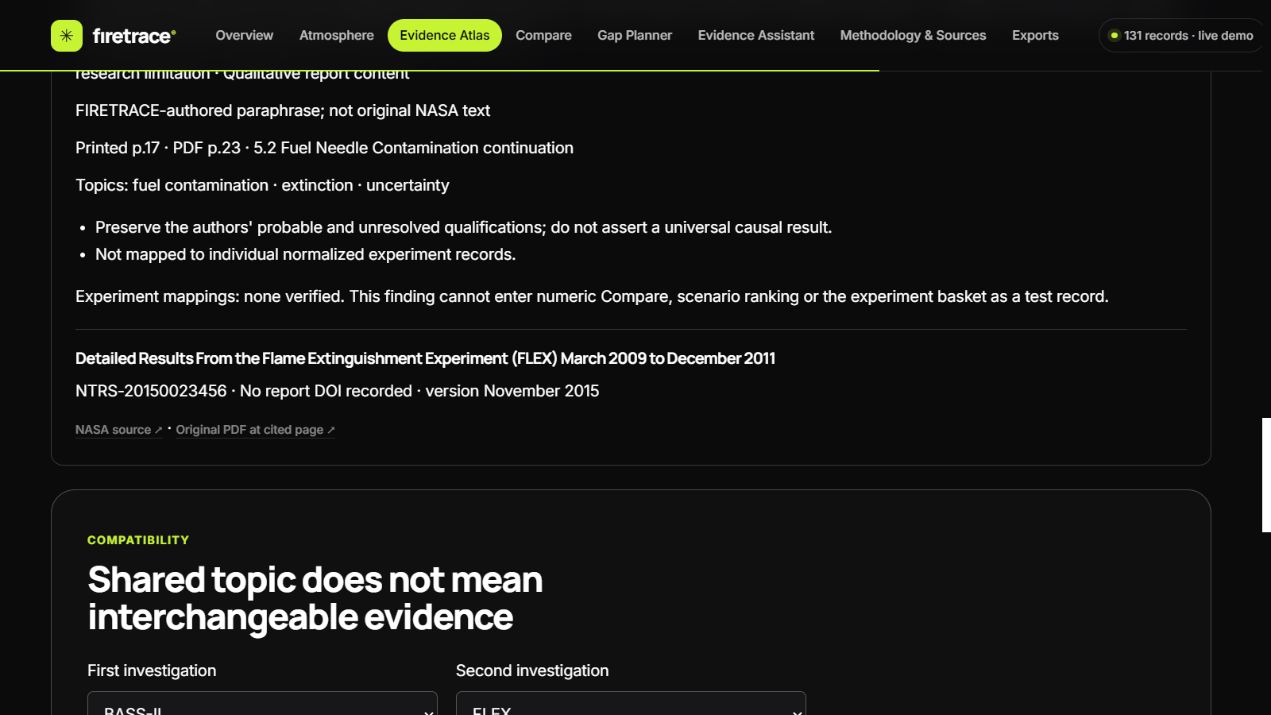 firetrace
Overview
Atmosphere
Evidence Atlas
Compare
Gap Planner
Evidence Assistant
Methodology & Sources
Exports
131 records · live demo
research limitation · Qualitative report content
FIRETRACE-authored paraphrase; not original NASA text
Printed p.17 · PDF p.23 · 5.2 Fuel Needle Contamination continuation
Topics: fuel contamination · extinction · uncertainty
• Preserve the authors' probable and unresolved qualifications; do not assert a universal causal result.
• Not mapped to individual normalized experiment records.
Experiment mappings: none verified. This finding cannot enter numeric Compare, scenario ranking or the experiment basket as a test record.
Detailed Results From the Flame Extinguishment Experiment (FLEX) March 2009 to December 2011
NTRS-20150023456 · No report DOI recorded · version November 2015
NASA source ↗ · Original PDF at cited page ↗
COMPATIBILITY
Shared topic does not mean
interchangeable evidence
First investigation
Second investigation
BASS-II
FLEX